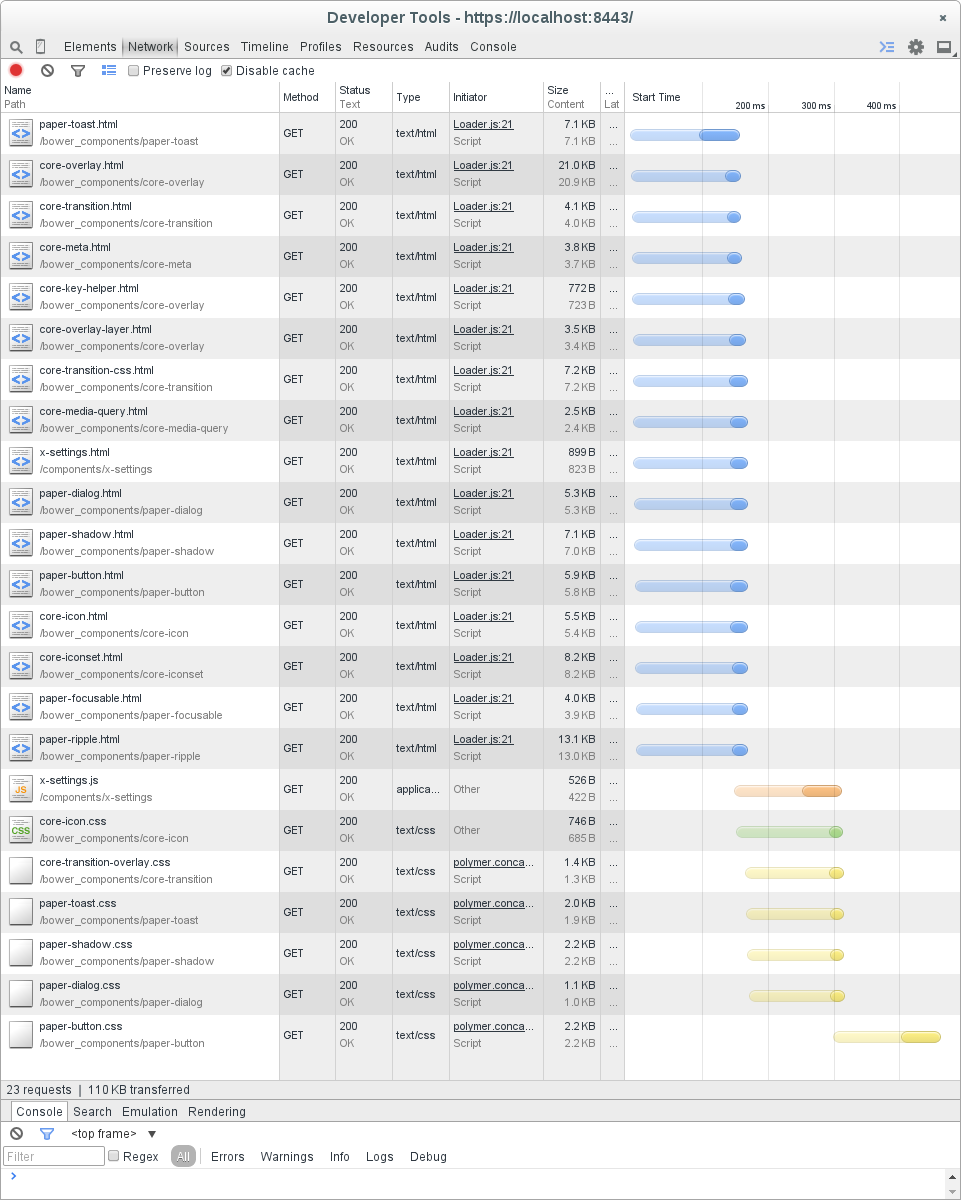 Developer Tools - https://localhost:8443/
×
Elements Network Sources Timeline Profiles Resources Audits Console
Preserve log Disable cache
Name Path Method Status Text Type Initiator Size Content ... Lat Start Time 200 ms 300 ms 400 ms
paper-toast.html GET 200 text/html Loader.js:21 7.1 KB ...
/bower_components/paper-toast OK Script 7.1 KB ...
core-overlay.html GET 200 text/html Loader.js:21 21.0 KB ...
/bower_components/core-overlay OK Script 20.9 KB ...
core-transition.html GET 200 text/html Loader.js:21 4.1 KB ...
/bower_components/core-transition OK Script 4.0 KB ...
core-meta.html GET 200 text/html Loader.js:21 3.8 KB ...
/bower_components/core-meta OK Script 3.7 KB ...
core-key-helper.html GET 200 text/html Loader.js:21 772 B ...
/bower_components/core-overlay OK Script 723 B ...
core-overlay-layer.html GET 200 text/html Loader.js:21 3.5 KB ...
/bower_components/core-overlay OK Script 3.4 KB ...
core-transition-css.html GET 200 text/html Loader.js:21 7.2 KB ...
/bower_components/core-transition OK Script 7.2 KB ...
core-media-query.html GET 200 text/html Loader.js:21 2.5 KB ...
/bower_components/core-media-query OK Script 2.4 KB ...
x-settings.html GET 200 text/html Loader.js:21 899 B ...
/components/x-settings OK Script 823 B ...
paper-dialog.html GET 200 text/html Loader.js:21 5.3 KB ...
/bower_components/paper-dialog OK Script 5.3 KB ...
paper-shadow.html GET 200 text/html Loader.js:21 7.1 KB ...
/bower_components/paper-shadow OK Script 7.0 KB ...
paper-button.html GET 200 text/html Loader.js:21 5.9 KB ...
/bower_components/paper-button OK Script 5.8 KB ...
core-icon.html GET 200 text/html Loader.js:21 5.5 KB ...
/bower_components/core-icon OK Script 5.4 KB ...
core-iconset.html GET 200 text/html Loader.js:21 8.2 KB ...
/bower_components/core-iconset OK Script 8.2 KB ...
paper-focusable.html GET 200 text/html Loader.js:21 4.0 KB ...
/bower_components/paper-focusable OK Script 3.9 KB ...
paper-ripple.html GET 200 text/html Loader.js:21 13.1 KB ...
/bower_components/paper-ripple OK Script 13.0 KB ...
JS x-settings.js GET 200 applica... Other 526 B ...
/components/x-settings OK 422 B ...
CSS core-icon.css GET 200 text/css Other 746 B ...
/bower_components/core-icon OK 685 B ...
core-transition-overlay.css GET 200 text/css polymer.conca... 1.4 KB ...
/bower_components/core-transition OK Script 1.3 KB ...
paper-toast.css GET 200 text/css polymer.conca... 2.0 KB ...
/bower_components/paper-toast OK Script 1.9 KB ...
paper-shadow.css GET 200 text/css polymer.conca... 2.2 KB ...
/bower_components/paper-shadow OK Script 2.2 KB ...
paper-dialog.css GET 200 text/css polymer.conca... 1.1 KB ...
/bower_components/paper-dialog OK Script 1.0 KB ...
paper-button.css GET 200 text/css polymer.conca... 2.2 KB ...
/bower_components/paper-button OK Script 2.2 KB ...
23 requests | 110 KB transferred
Console Search Emulation Rendering
<top frame> ▼
Filter Regex All Errors Warnings Info Logs Debug